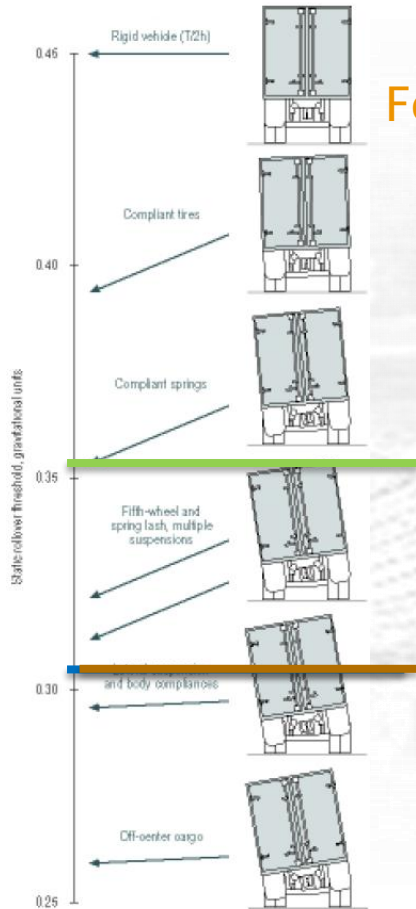 Rigid vehicle (T/2h)
0.46
Compliant tires
0.40
Compliant springs
Static rollover threshold, gravitational units
0.35
Fifth-wheel and
spring lash, multiple
suspensions
0.30
and body compliances
Off-center cargo
0.25